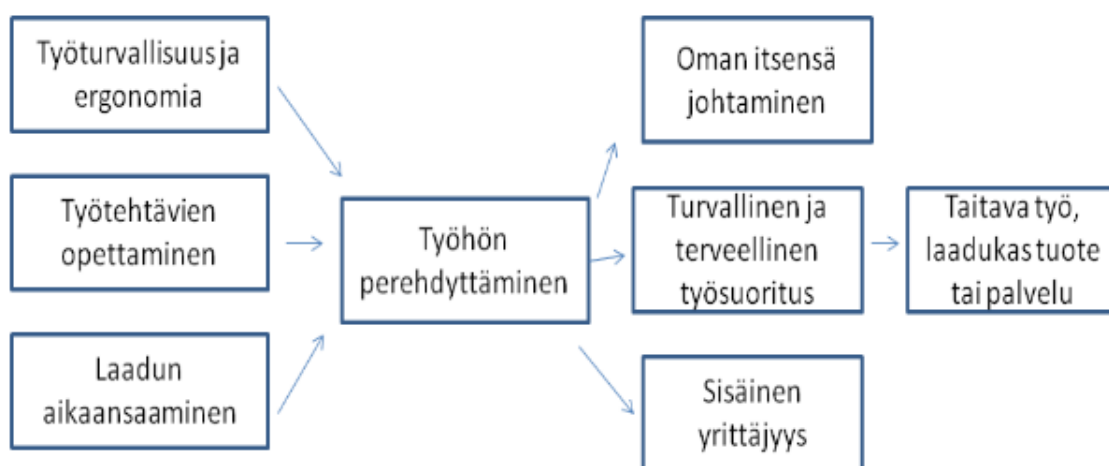 Työturvallisuus ja
ergonomia
Työtehtävien
opettaminen
Laadun
aikaansaaminen
Työhön
perehdyttäminen
Oman itsensä
johtaminen
Turvallinen ja
terveellinen
työsuoritus
Sisäinen
yrittäjyys
Taitava työ,
laadukas tuote
tai palvelu